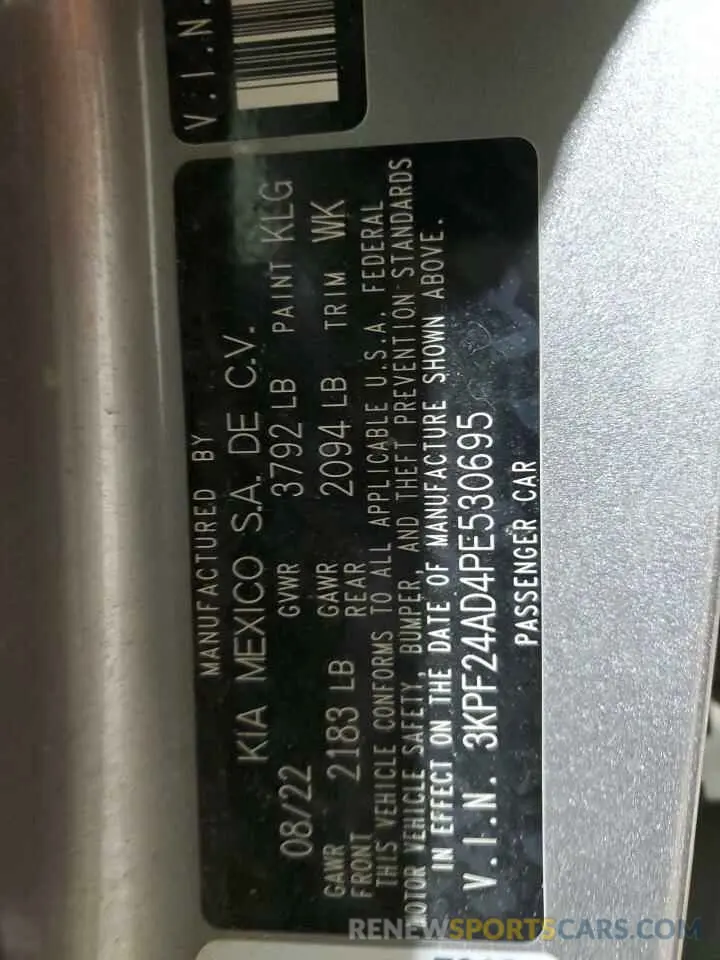 V.I.N.
MANUFACTURED BY
KIA MEXICO S.A. DE C.V.
08/22 GVWR 3792 LB PAINT KLG
GAWR FRONT 2183 LB GAWR REAR 2094 LB TRIM WK
THIS VEHICLE CONFORMS TO ALL APPLICABLE U.S.A. FEDERAL
MOTOR VEHICLE SAFETY, BUMPER, AND THEFT PREVENTION STANDARDS
IN EFFECT ON THE DATE OF MANUFACTURE SHOWN ABOVE.
V.I.N. 3KPF24AD4PE530695
PASSENGER CAR
RENEWSPORTSCARS.COM